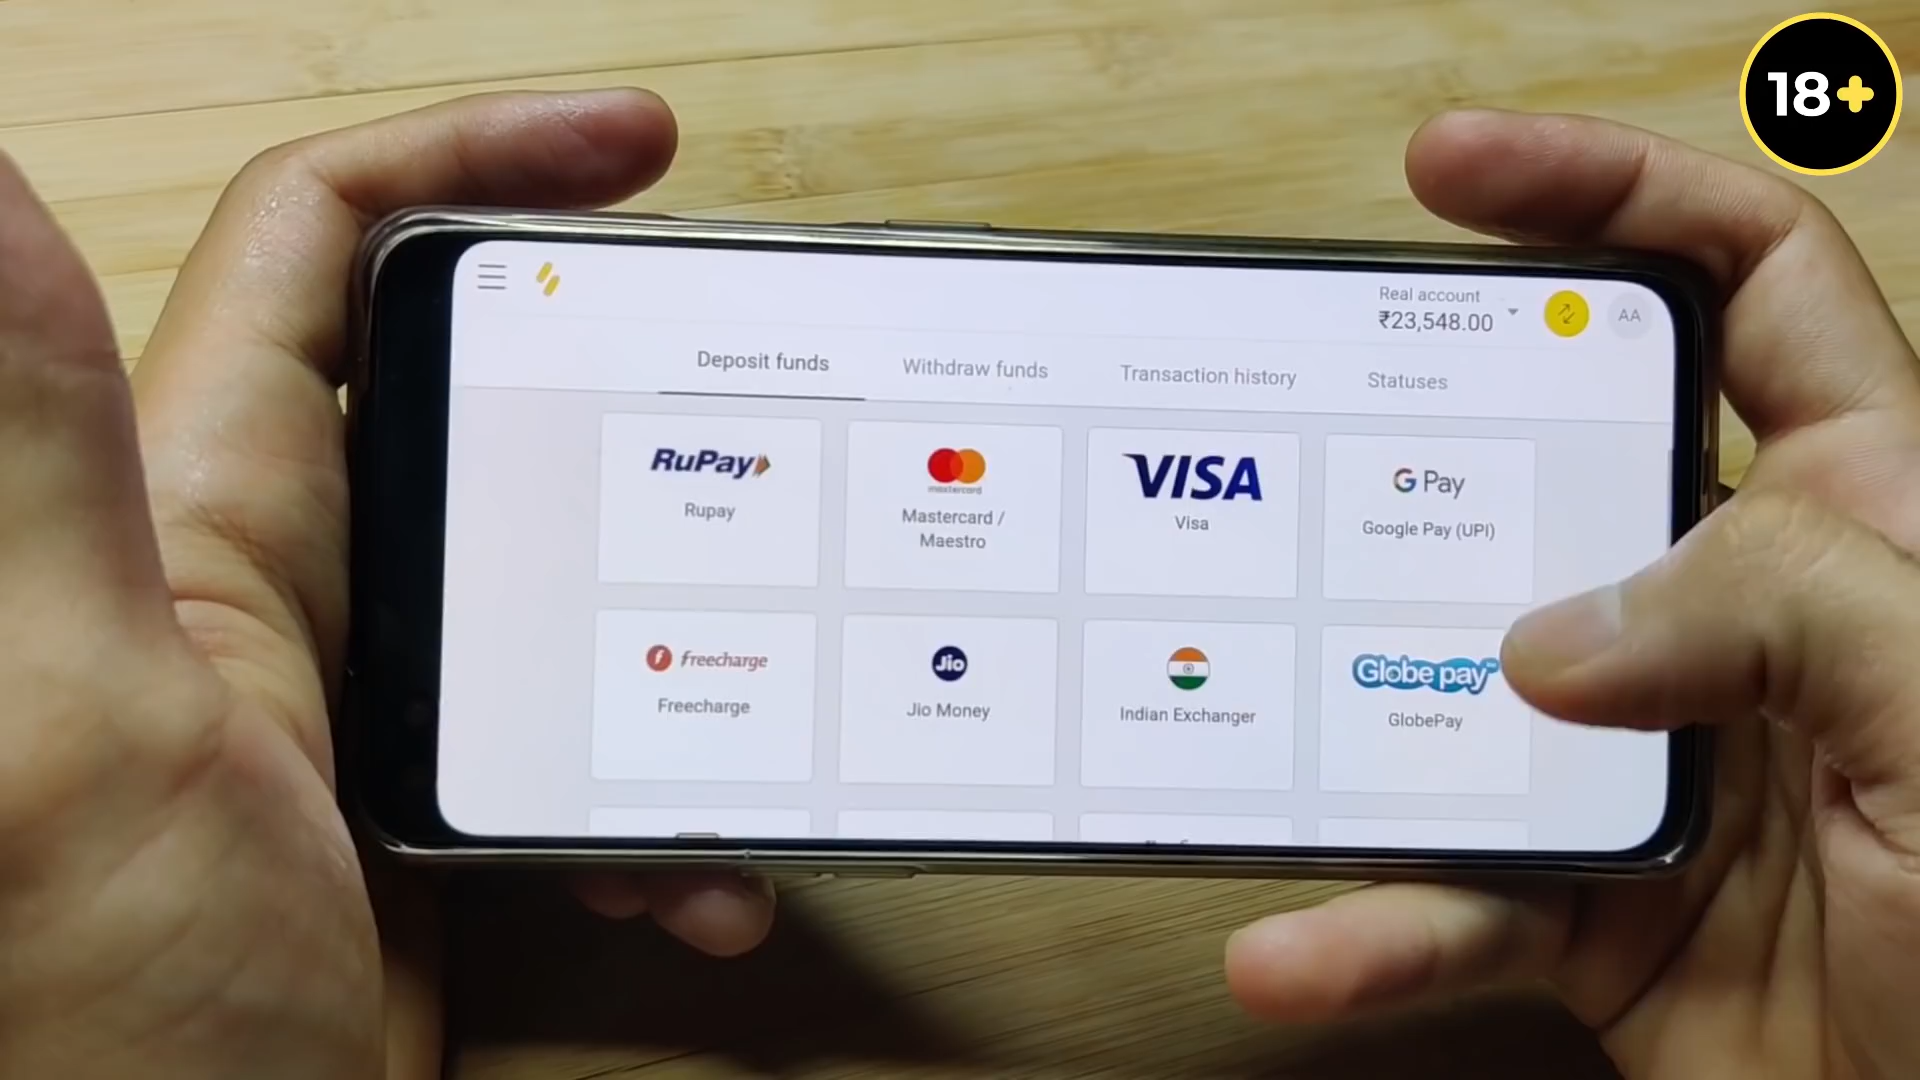 18+
Real account
₹23,548.00
AA
Deposit funds
Withdraw funds
Transaction history
Statuses
RuPay
Rupay
mastercard
Mastercard /
Maestro
VISA
Visa
G Pay
Google Pay (UPI)
freecharge
Freecharge
Jio
Jio Money
Indian Exchanger
Globe pay
GlobePay